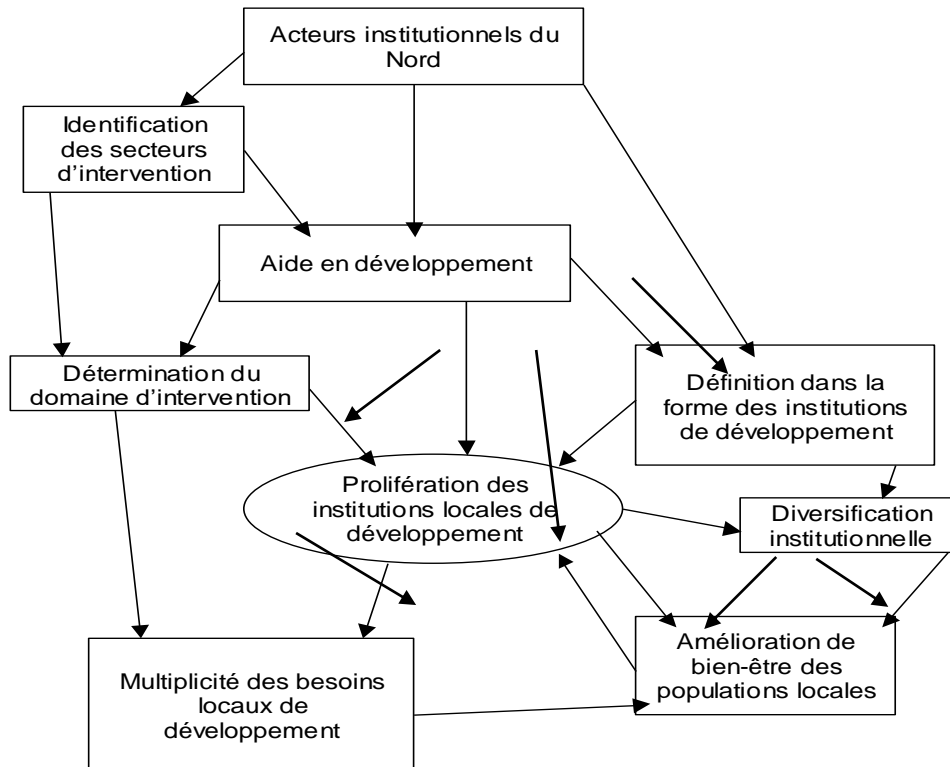 Acteurs institutionnels du
Nord
Identification
des secteurs
d'intervention
Aide en développement
Détermination du
domaine d'intervention
Définition dans la
forme des institutions
de développement
Prolifération des
institutions locales de
développement
Diversification
institutionnelle
Multiplicité des besoins
locaux de
développement
Amélioration de
bien-être des
populations locales